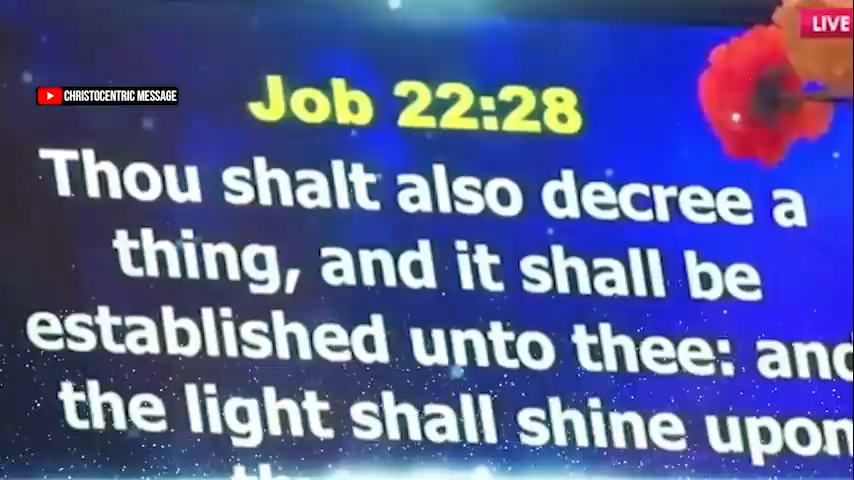 LIVE
CHRISTOCENTRIC MESSAGE
Job 22:28
Thou shalt also decree a
thing, and it shall be
established unto thee: and
the light shall shine upon